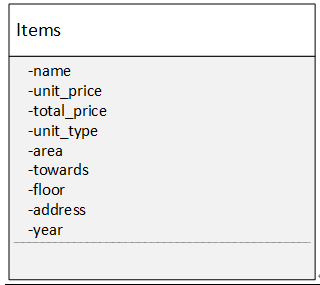 Items
-name
-unit_price
-total_price
-unit_type
-area
-towards
-floor
-address
-year